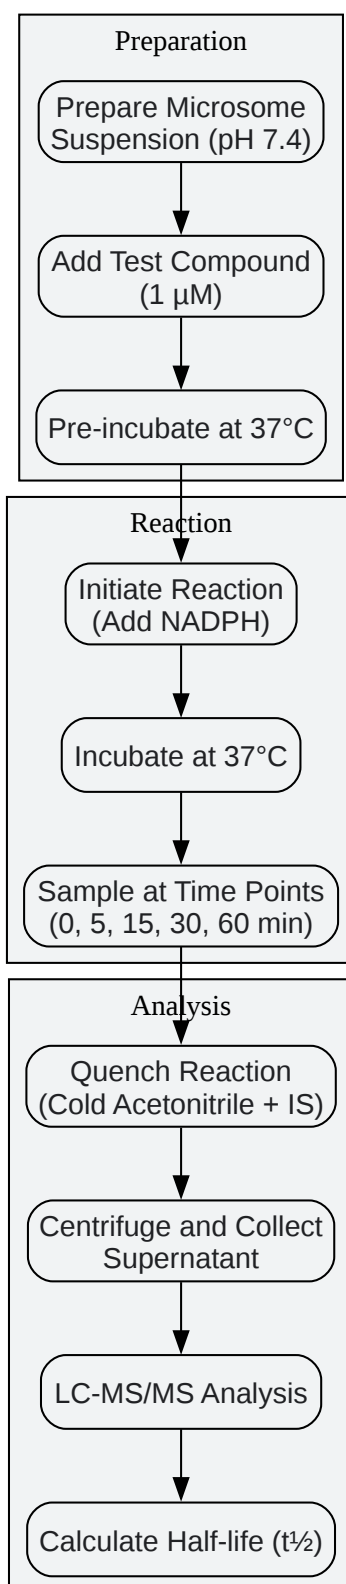 Preparation
Prepare Microsome
Suspension (pH 7.4)
Add Test Compound
(1 µM)
Pre-incubate at 37°C
Reaction
Initiate Reaction
(Add NADPH)
Incubate at 37°C
Sample at Time Points
(0, 5, 15, 30, 60 min)
Analysis
Quench Reaction
(Cold Acetonitrile + IS)
Centrifuge and Collect
Supernatant
LC-MS/MS Analysis
Calculate Half-life (t½)